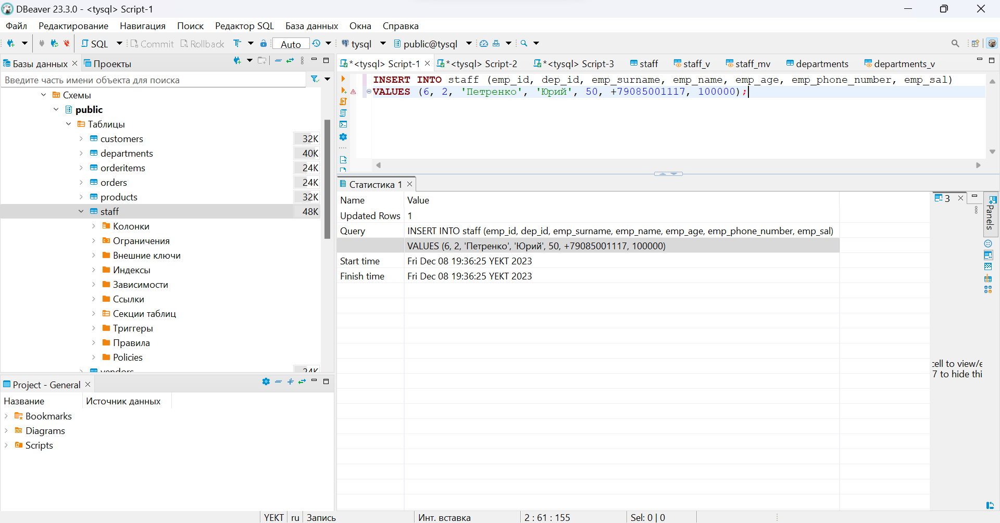 DBeaver 23.3.0 - <tysql> Script-1
Файл Редактирование Навигация Поиск Редактор SQL База данных Окна Справка
SQL Commit Rollback Auto tysql public@tysql
Базы данных Проекты
Введите часть имени объекта для поиска
Схемы
public
Таблицы
customers 32K
departments 40K
orderitems 24K
orders 24K
products 32K
staff 48K
Колонки
Ограничения
Внешние ключи
Индексы
Зависимости
Ссылки
Секции таблиц
Триггеры
Правила
Policies
vendors 24K
Project - General
Название Источник данных
Bookmarks
Diagrams
Scripts
*<tysql> Script-1 *<tysql> Script-2 *<tysql> Script-3 staff staff_v staff_mv departments departments_v
INSERT INTO staff (emp_id, dep_id, emp_surname, emp_name, emp_age, emp_phone_number, emp_sal)
VALUES (6, 2, 'Петренко', 'Юрий', 50, +79085001117, 100000);
Статистика 1
Name Value
Updated Rows 1
Query INSERT INTO staff (emp_id, dep_id, emp_surname, emp_name, emp_age, emp_phone_number, emp_sal)
VALUES (6, 2, 'Петренко', 'Юрий', 50, +79085001117, 100000)
Start time Fri Dec 08 19:36:25 YEKT 2023
Finish time Fri Dec 08 19:36:25 YEKT 2023
3
Panels
cell to view/e
7 to hide thi
YEKT ru Запись Инт. вставка 2 : 61 : 155 Sel: 0 | 0